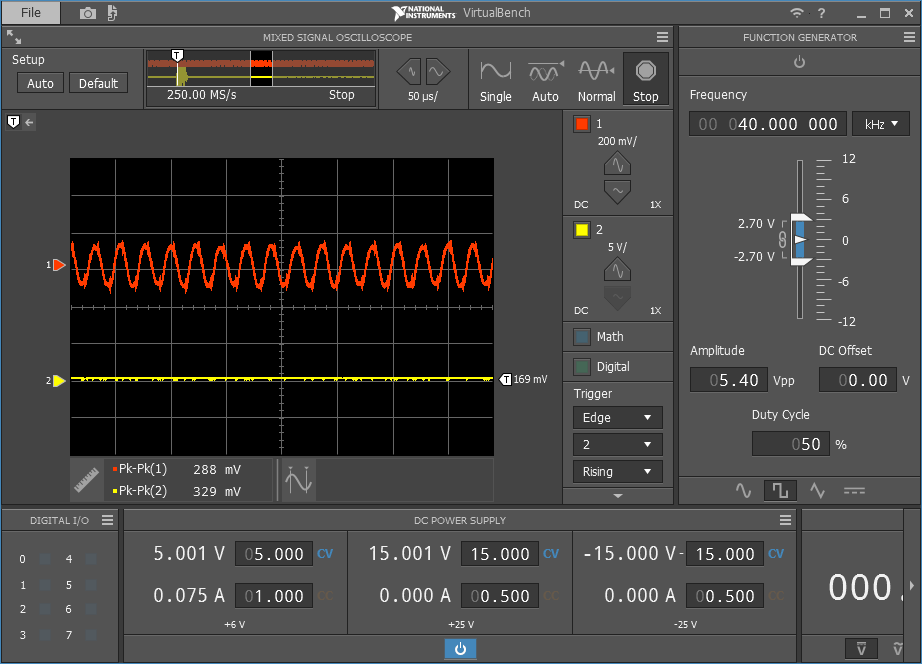 File
NATIONAL INSTRUMENTS VirtualBench
?
MIXED SIGNAL OSCILLOSCOPE
FUNCTION GENERATOR
Setup
Auto Default
T
250.00 MS/s Stop
50 µs/
Single Auto Normal Stop
T
1
200 mV/
DC 1X
2
5 V/
DC 1X
Math
Digital
Trigger
Edge
2
Rising
1
2
T 169 mV
Pk-Pk(1) 288 mV
Pk-Pk(2) 329 mV
Frequency
00 040.000 000 kHz
12
6
2.70 V
0
-2.70 V
-6
-12
Amplitude DC Offset
05.40 Vpp 00.00 V
Duty Cycle
050 %
DIGITAL I/O
0 4
1 5
2 6
3 7
DC POWER SUPPLY
5.001 V 05.000 CV 15.001 V 15.000 CV -15.000 V - 15.000 CV
0.075 A 01.000 CC 0.000 A 00.500 CC 0.000 A 00.500 CC
+6 V +25 V -25 V
000.
V V